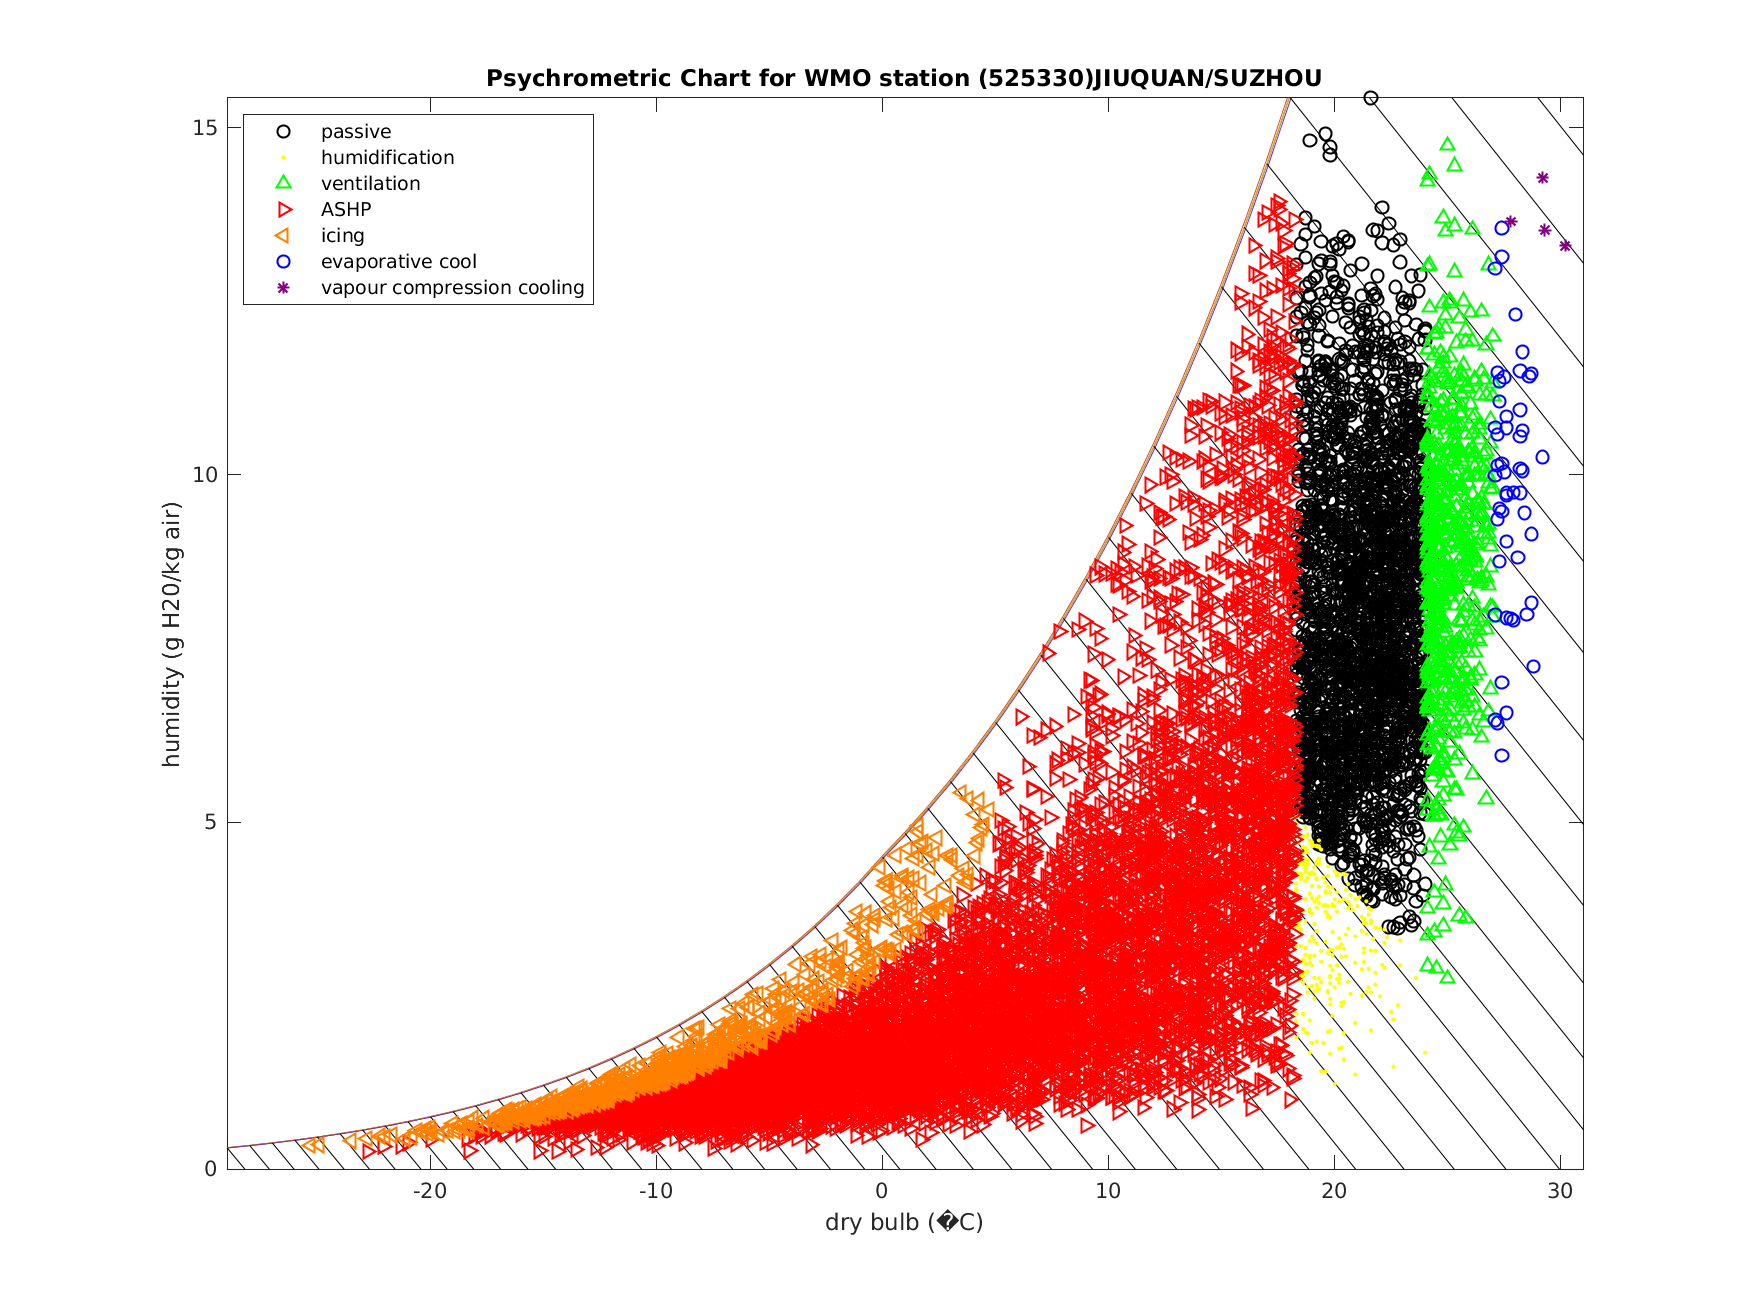 Psychrometric Chart for WMO station (525330)JIUQUAN/SUZHOU
passive
humidification
ventilation
ASHP
icing
evaporative cool
vapour compression cooling
15
10
5
0
humidity (g H20/kg air)
-20 -10 0 10 20 30
dry bulb (�C)